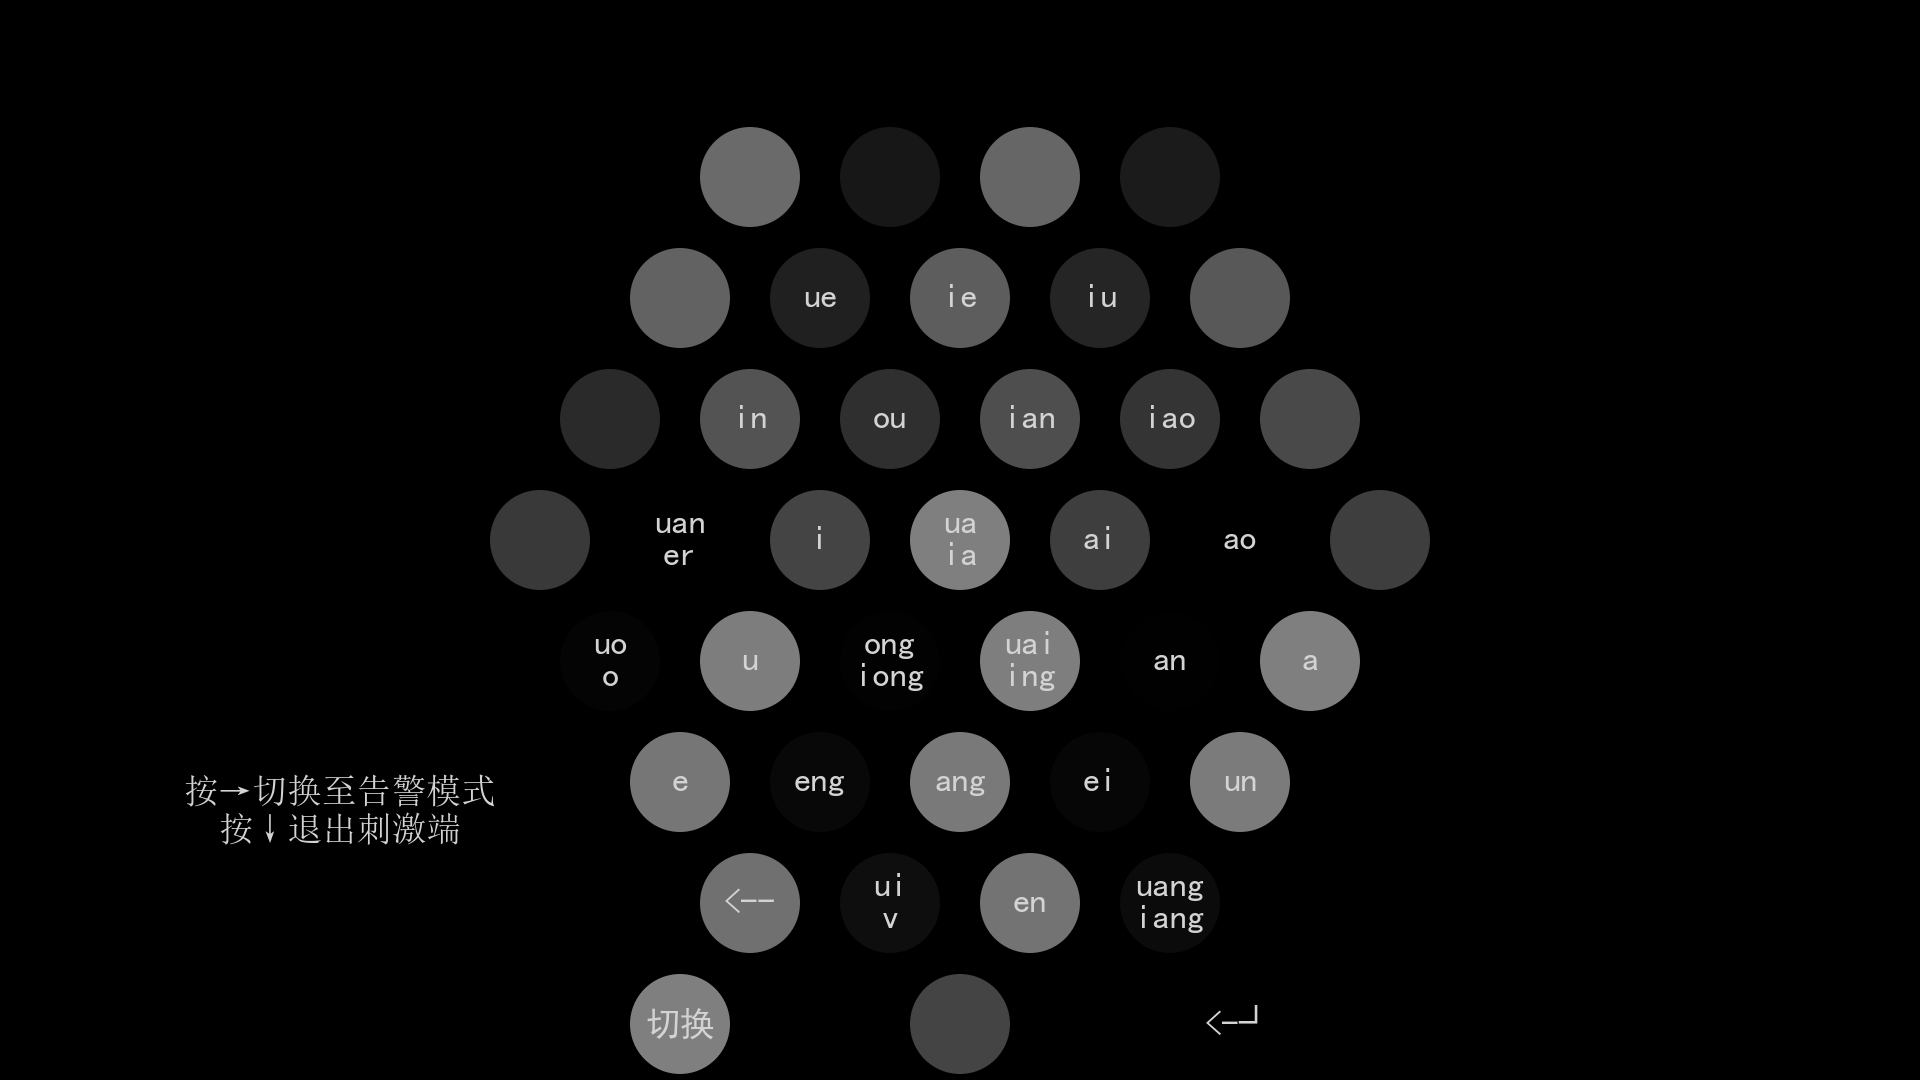 ue ie iu
in ou ian iao
uan
er
i
ua
ia
ai
ao
uo
o
u
ong
iong
uai
ing
an
a
e eng ang ei un
按→切换至告警模式
按↓退出刺激端
<--
ui
v
en
uang
iang
切换
<-┘